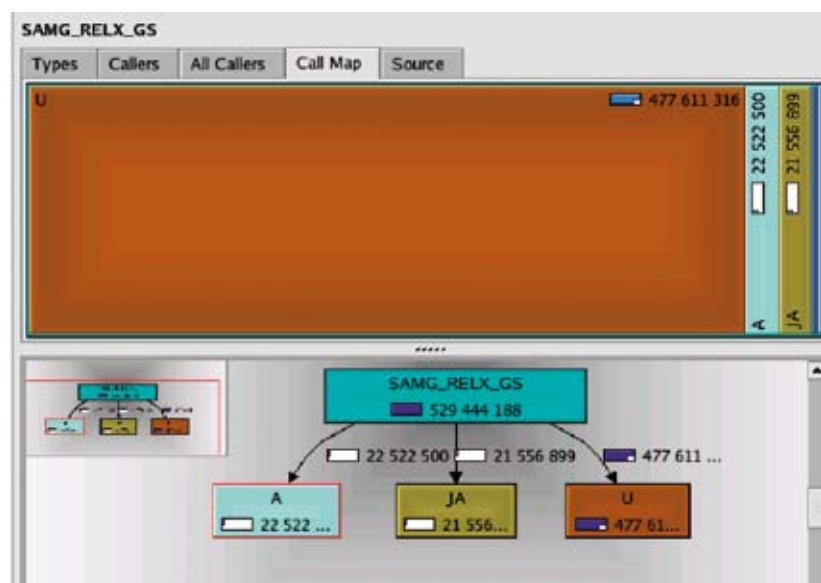 SAMG_RELX_GS
Types Callers All Callers Call Map Source
U 477 611 316
A 22 522 500
JA 21 556 899
SAMG_RELX_GS
529 444 188
22 522 500 21 556 899 477 611 ...
A JA U
22 522 ... 21 556... 477 61...